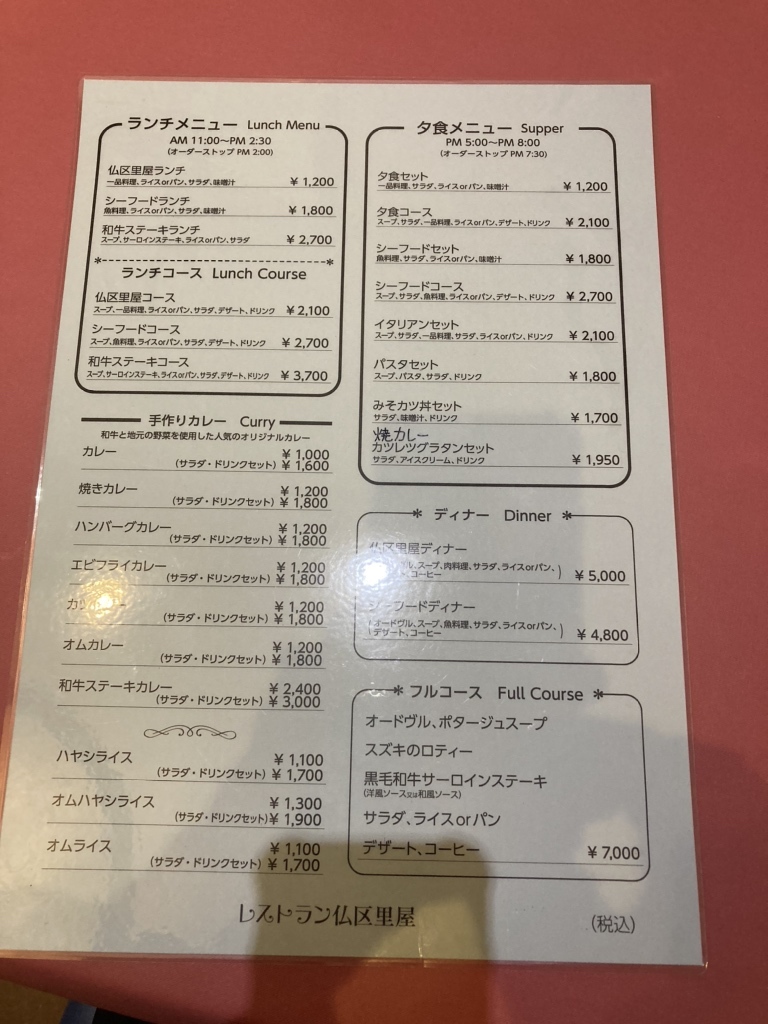 ランチメニュー Lunch Menu
AM 11:00～PM 2:30
(オーダーストップ PM 2:00)
仏区里屋ランチ
一品料理、ライスorパン、サラダ、味噌汁 ¥ 1,200
シーフードランチ
魚料理、ライスorパン、サラダ、味噌汁 ¥ 1,800
和牛ステーキランチ
スープ、サーロインステーキ、ライスorパン、サラダ ¥ 2,700
ランチコース Lunch Course
仏区里屋コース
スープ、一品料理、ライスorパン、サラダ、デザート、ドリンク ¥ 2,100
シーフードコース
スープ、魚料理、ライスorパン、サラダ、デザート、ドリンク ¥ 2,700
和牛ステーキコース
スープ、サーロインステーキ、ライスorパン、サラダ、デザート、ドリンク ¥ 3,700
手作りカレー Curry
和牛と地元の野菜を使用した人気のオリジナルカレー
カレー ¥ 1,000
(サラダ・ドリンクセット) ¥ 1,600
焼きカレー ¥ 1,200
(サラダ・ドリンクセット) ¥ 1,800
ハンバーグカレー ¥ 1,200
(サラダ・ドリンクセット) ¥ 1,800
エビフライカレー ¥ 1,200
(サラダ・ドリンクセット) ¥ 1,800
¥ 1,200
(サラダ・ドリンクセット) ¥ 1,800
オムカレー ¥ 1,200
(サラダ・ドリンクセット) ¥ 1,800
和牛ステーキカレー ¥ 2,400
(サラダ・ドリンクセット) ¥ 3,000
ハヤシライス ¥ 1,100
(サラダ・ドリンクセット) ¥ 1,700
オムハヤシライス ¥ 1,300
(サラダ・ドリンクセット) ¥ 1,900
オムライス ¥ 1,100
(サラダ・ドリンクセット) ¥ 1,700
夕食メニュー Supper
PM 5:00～PM 8:00
(オーダーストップ PM 7:30)
夕食セット
一品料理、サラダ、ライスorパン、味噌汁 ¥ 1,200
夕食コース
スープ、サラダ、一品料理、ライスorパン、デザート、ドリンク ¥ 2,100
シーフードセット
魚料理、サラダ、ライスorパン、味噌汁 ¥ 1,800
シーフードコース
スープ、サラダ、魚料理、ライスorパン、デザート、ドリンク ¥ 2,700
イタリアンセット
スープ、サラダ、一品料理、サラダ、ライスorパン、ドリンク ¥ 2,100
パスタセット
スープ、パスタ、サラダ、ドリンク ¥ 1,800
みそカツ丼セット
サラダ、味噌汁、ドリンク ¥ 1,700
焼カレー
カツレツグラタンセット
サラダ、アイスクリーム、ドリンク ¥ 1,950
＊ ディナー Dinner ＊
仏区里屋ディナー
スープ、肉料理、サラダ、ライスorパン、
コーヒー ¥ 5,000
シーフードディナー
(オードヴル、スープ、魚料理、サラダ、ライスorパン、
デザート、コーヒー) ¥ 4,800
＊ フルコース Full Course ＊
オードヴル、ポタージュスープ
スズキのロティー
黒毛和牛サーロインステーキ
(洋風ソース又は和風ソース)
サラダ、ライスorパン
デザート、コーヒー ¥ 7,000
レストラン仏区里屋
(税込)